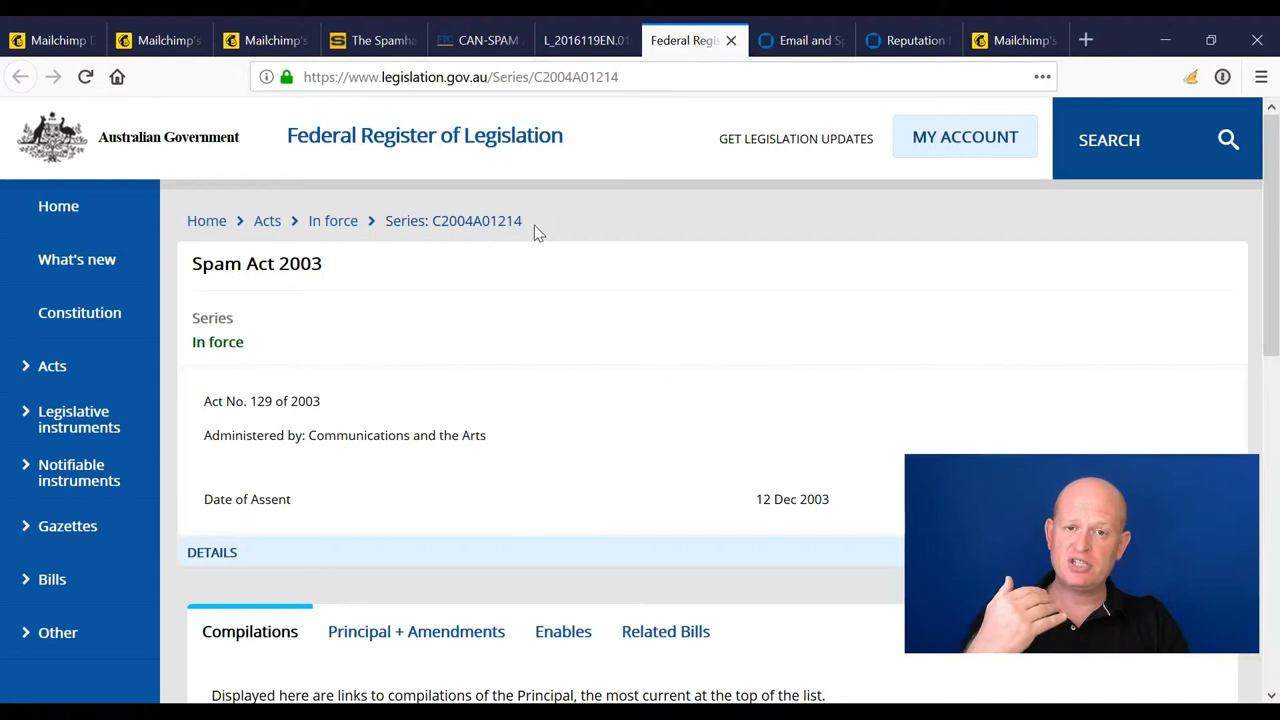 Mailchimp D
Mailchimp's
Mailchimp's
The Spamha
FTC
CAN-SPAM A
L_2016119EN.01
Federal Regis
Email and Sp
Reputation M
Mailchimp's
https://www.legislation.gov.au/Series/C2004A01214
Australian Government
Federal Register of Legislation
GET LEGISLATION UPDATES
MY ACCOUNT
SEARCH
Home
What's new
Constitution
Acts
Legislative
instruments
Notifiable
instruments
Gazettes
Bills
Other
Home > Acts > In force > Series: C2004A01214
Spam Act 2003
Series
In force
Act No. 129 of 2003
Administered by: Communications and the Arts
Date of Assent 12 Dec 2003
DETAILS
Compilations
Principal + Amendments
Enables
Related Bills
Displayed here are links to compilations of the Principal, the most current at the top of the list.